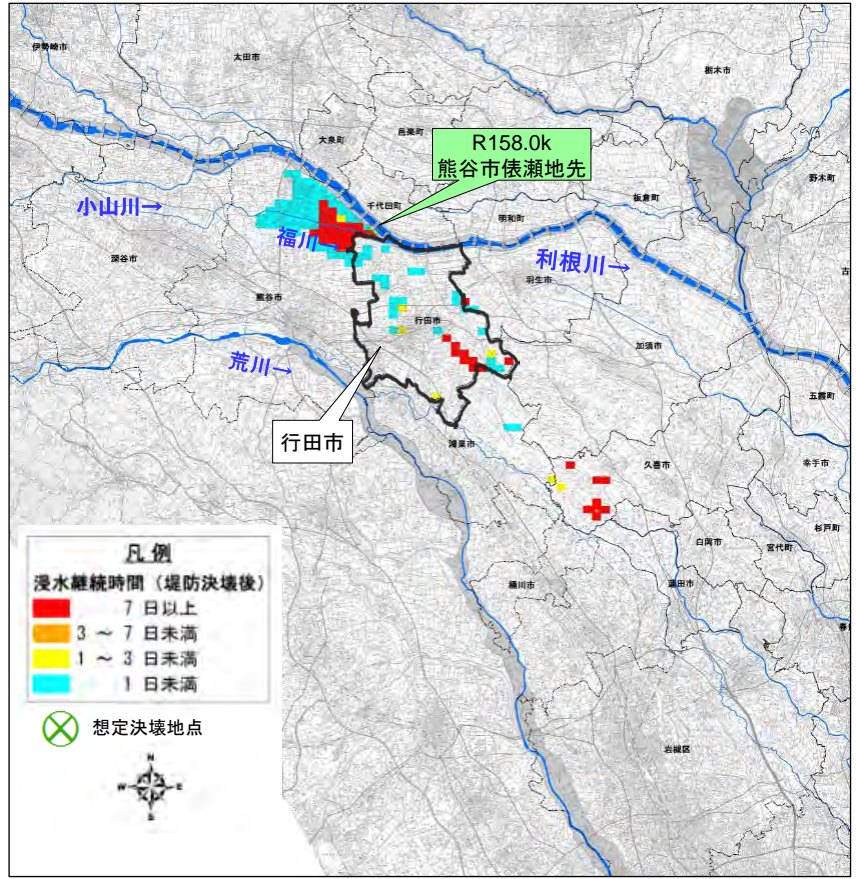 伊勢崎市
太田市
栃木市
大泉町
邑楽町
R158.0k
熊谷市俵瀬地先
野木町
板倉町
千代田町
明和町
小山川→
福川→
利根川→
深谷市
羽生市
熊谷市
行田市
加須市
荒川→
五霞町
行田市
鴻巣市
久喜市
幸手市
杉戸町
白岡市
宮代町
蓮田市
桶川市
岩槻区
凡例
浸水継続時間（堤防決壊後）
7 日以上
3 ～ 7 日未満
1 ～ 3 日未満
1 日未満
想定決壊地点
N
W E
S